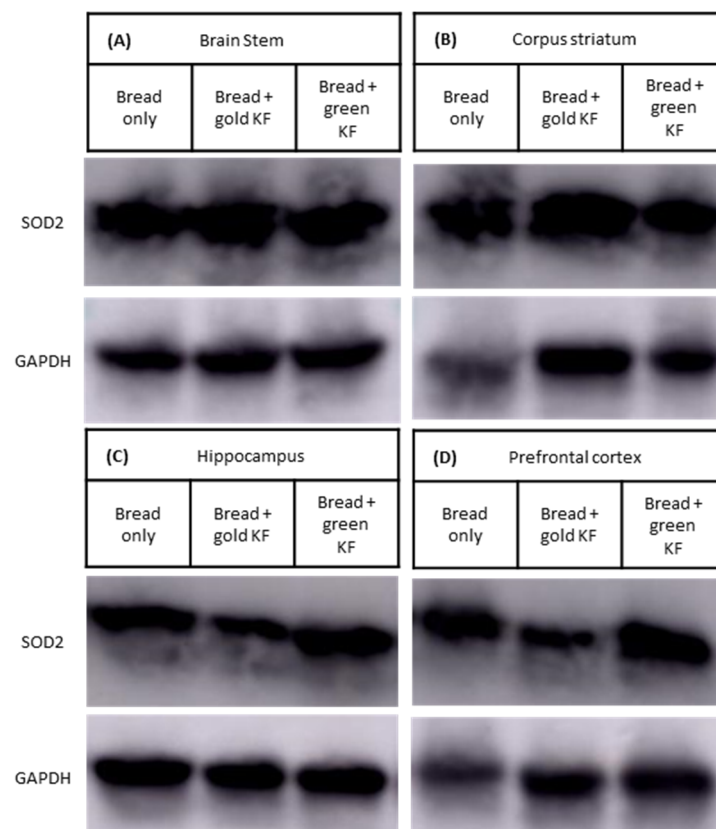 (A) Brain Stem
(B) Corpus striatum
Bread only
Bread + gold KF
Bread + green KF
Bread only
Bread + gold KF
Bread + green KF
SOD2
GAPDH
(C) Hippocampus
(D) Prefrontal cortex
Bread only
Bread + gold KF
Bread + green KF
Bread only
Bread + gold KF
Bread + green KF
SOD2
GAPDH